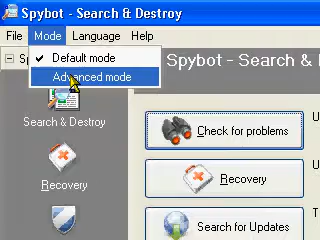 Spybot - Search & Destroy
File Mode Language Help
Default mode
Advanced mode
Spybot - Search &
Search & Destroy
Recovery
Check for problems
Recovery
Search for Updates